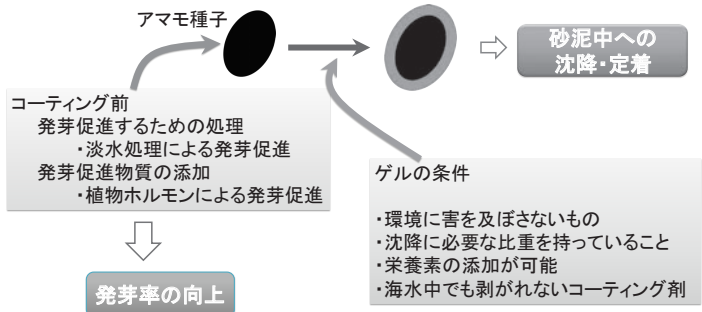 アマモ種子
砂泥中への
沈降・定着
コーティング前
発芽促進するための処理
・淡水処理による発芽促進
発芽促進物質の添加
・植物ホルモンによる発芽促進
発芽率の向上
ゲルの条件
・環境に害を及ぼさないもの
・沈降に必要な比重を持っていること
・栄養素の添加が可能
・海水中でも剥がれないコーティング剤